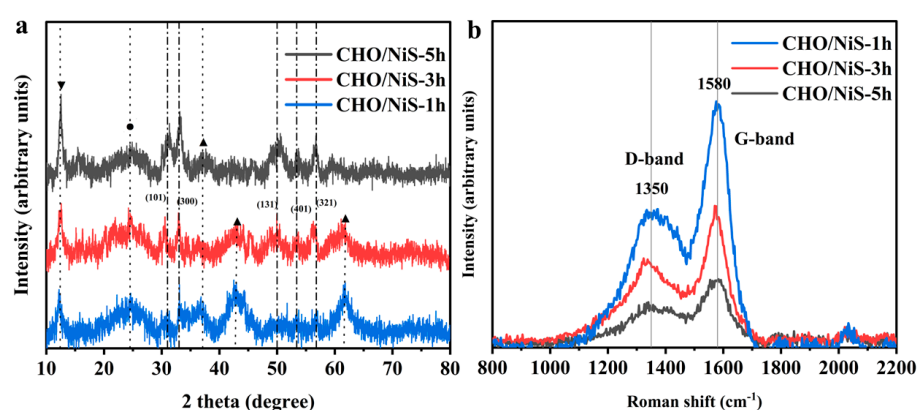 a
CHO/NiS-5h
CHO/NiS-3h
CHO/NiS-1h
(101)
(300)
(131)
(401)
(321)
Intensity (arbitrary units)
10 20 30 40 50 60 70 80
2 theta (degree)
b
CHO/NiS-1h
CHO/NiS-3h
CHO/NiS-5h
1580
G-band
D-band
1350
Intensity (arbitrary units)
800 1000 1200 1400 1600 1800 2000 2200
Roman shift (cm⁻¹)